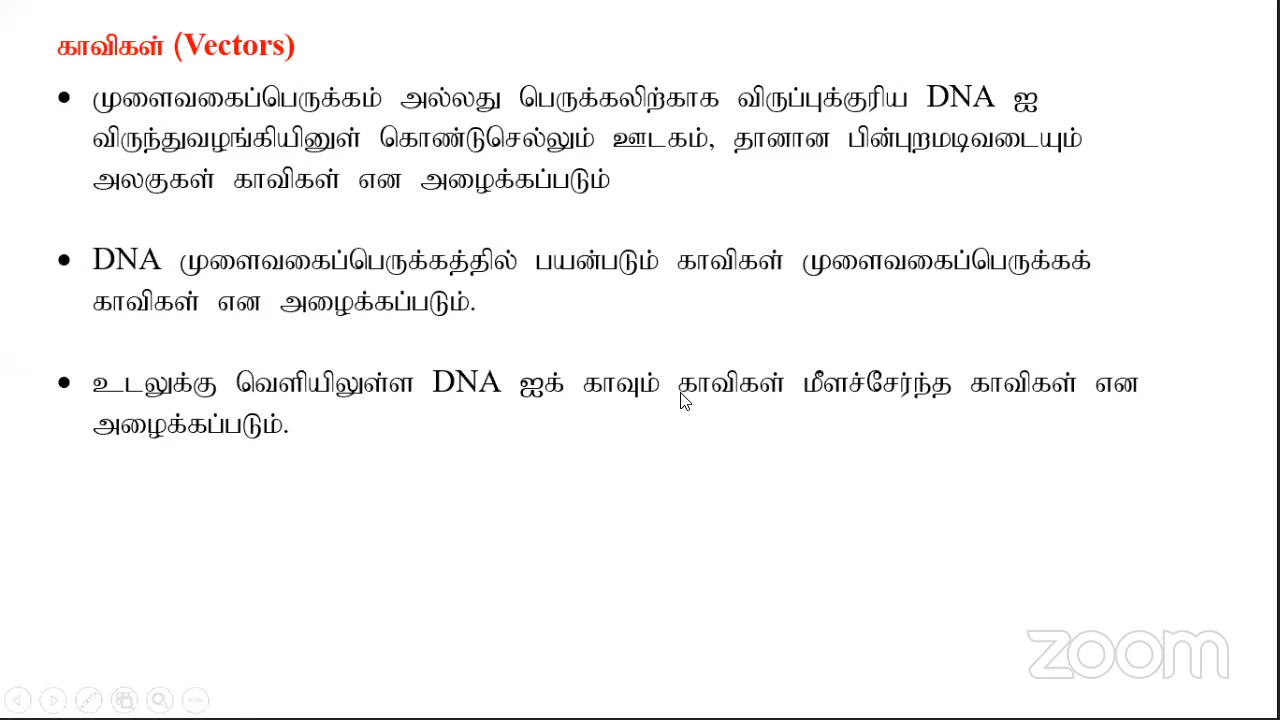 காவிகள் (Vectors)
• முளைவகைப்பெருக்கம் அல்லது பெருக்கலிற்காக விருப்புக்குரிய DNA ஐ
விருந்துவழங்கியினுள் கொண்டுசெல்லும் ஊடகம், தானான பின்புறமடிவடையும்
அலகுகள் காவிகள் என அழைக்கப்படும்
• DNA முளைவகைப்பெருக்கத்தில் பயன்படும் காவிகள் முளைவகைப்பெருக்கக்
காவிகள் என அழைக்கப்படும்.
• உடலுக்கு வெளியிலுள்ள DNA ஐக் காவும் காவிகள் மீளச்சேர்ந்த காவிகள் என
அழைக்கப்படும்.
zoom